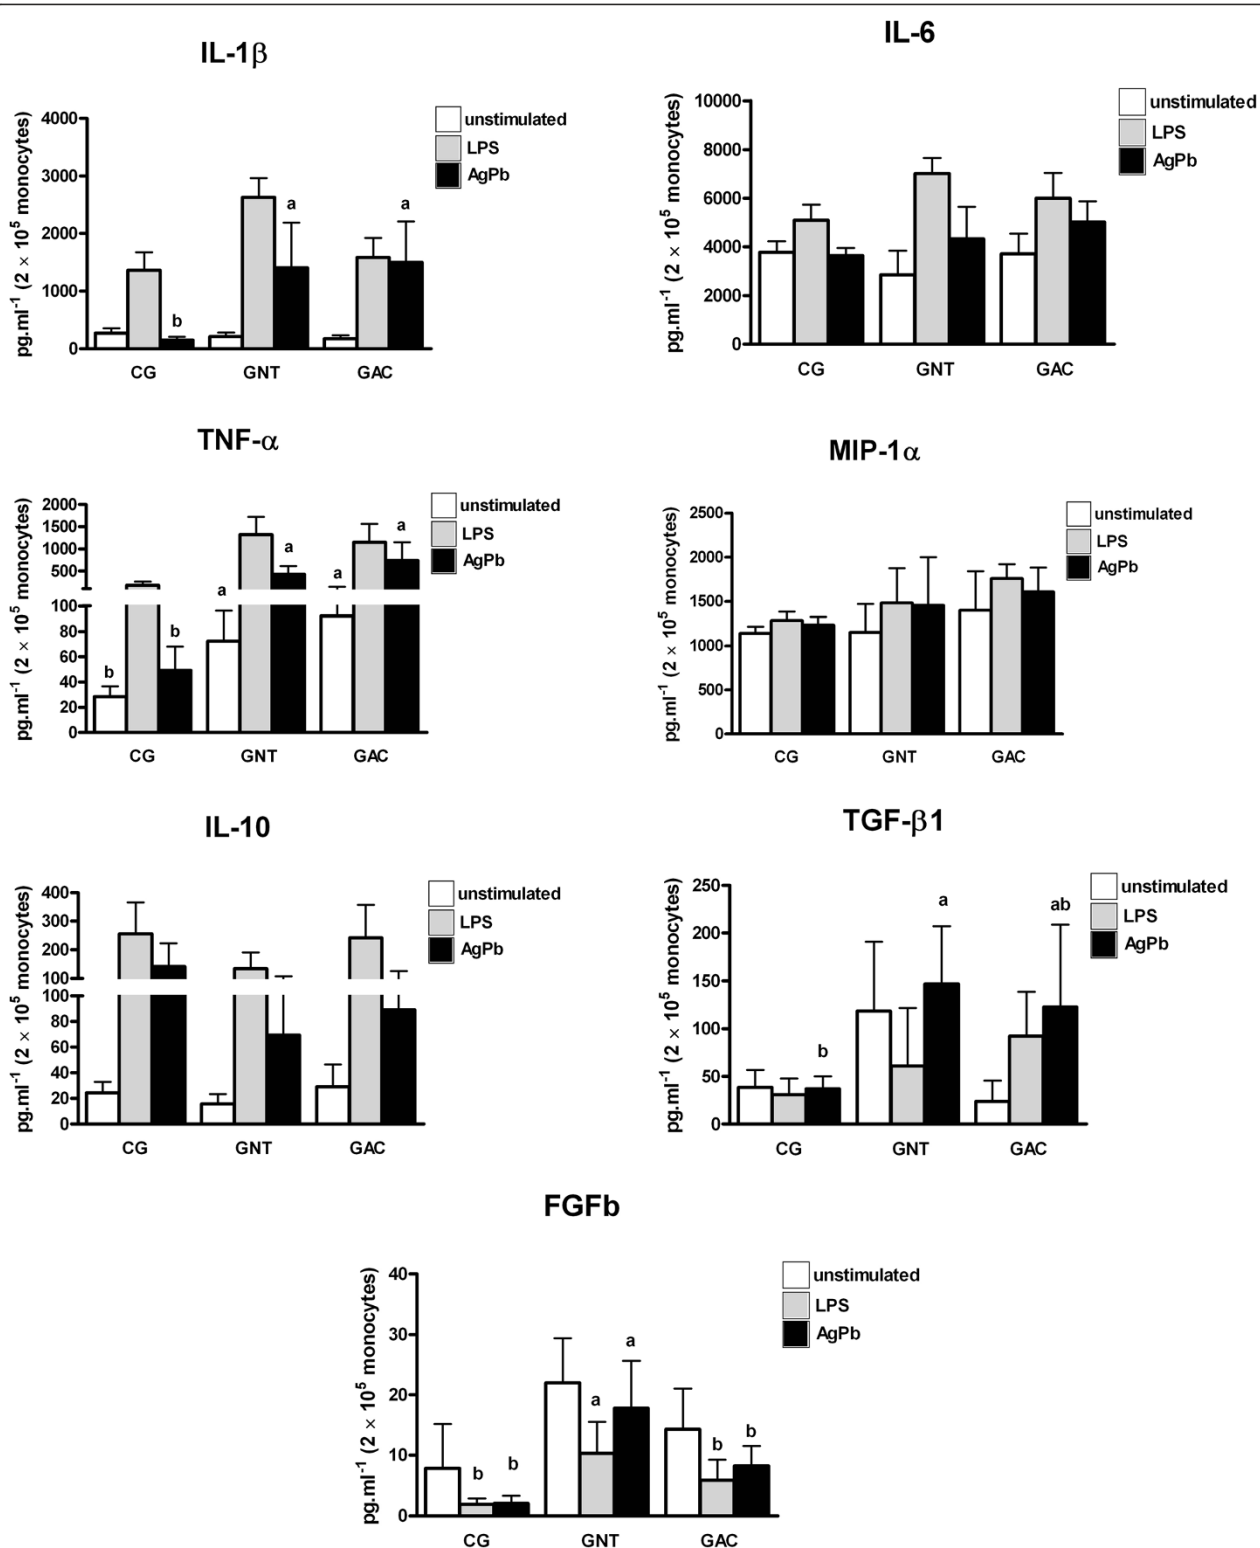 IL-1β
pg.ml⁻¹ (2 × 10⁵ monocytes)
4000
3000
2000
1000
0
b
a
a
CG
GNT
GAC
unstimulated
LPS
AgPb
IL-6
pg.ml⁻¹ (2 × 10⁵ monocytes)
10000
8000
6000
4000
2000
0
CG
GNT
GAC
unstimulated
LPS
AgPb
TNF-α
pg.ml⁻¹ (2 × 10⁵ monocytes)
2000
1500
1000
500
100
80
60
40
20
0
b
b
a
a
a
a
CG
GNT
GAC
unstimulated
LPS
AgPb
MIP-1α
pg.ml⁻¹ (2 × 10⁵ monocytes)
2500
2000
1500
1000
500
0
CG
GNT
GAC
unstimulated
LPS
AgPb
IL-10
pg.ml⁻¹ (2 × 10⁵ monocytes)
400
300
200
100
100
80
60
40
20
0
CG
GNT
GAC
unstimulated
LPS
AgPb
TGF-β1
pg.ml⁻¹ (2 × 10⁵ monocytes)
250
200
150
100
50
0
b
a
ab
CG
GNT
GAC
unstimulated
LPS
AgPb
FGFb
pg.ml⁻¹ (2 × 10⁵ monocytes)
40
30
20
10
0
b
b
a
a
b
b
CG
GNT
GAC
unstimulated
LPS
AgPb